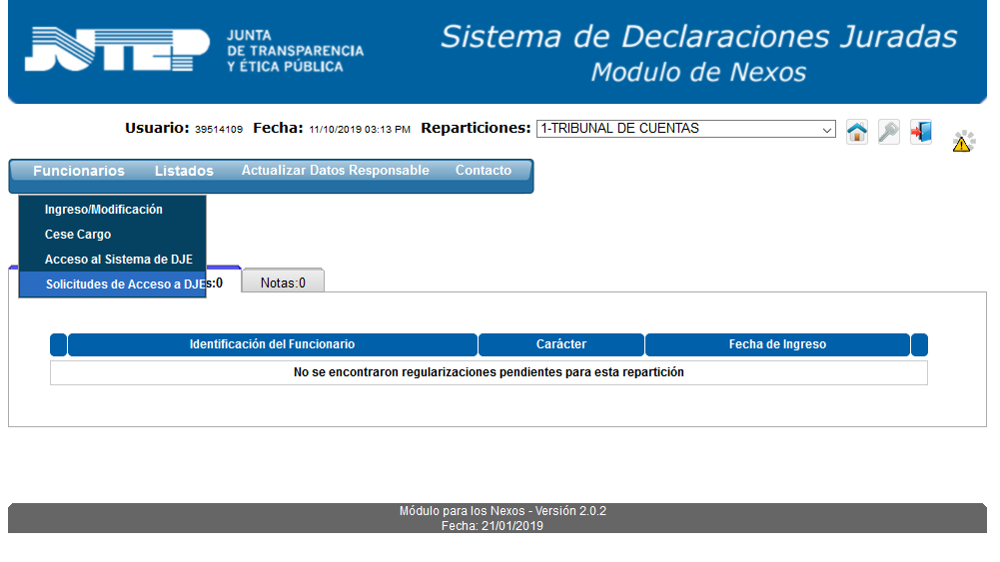 JUTEP
JUNTA
DE TRANSPARENCIA
Y ÉTICA PÚBLICA
Sistema de Declaraciones Juradas
Modulo de Nexos
Usuario: 39514109 Fecha: 11/10/2019 03:13 PM Reparticiones: 1-TRIBUNAL DE CUENTAS
Funcionarios Listados Actualizar Datos Responsable Contacto
Ingreso/Modificación
Cese Cargo
Acceso al Sistema de DJE
Solicitudes de Acceso a DJE
s:0 Notas:0
Identificación del Funcionario Carácter Fecha de Ingreso
No se encontraron regularizaciones pendientes para esta repartición
Módulo para los Nexos - Versión 2.0.2
Fecha: 21/01/2019